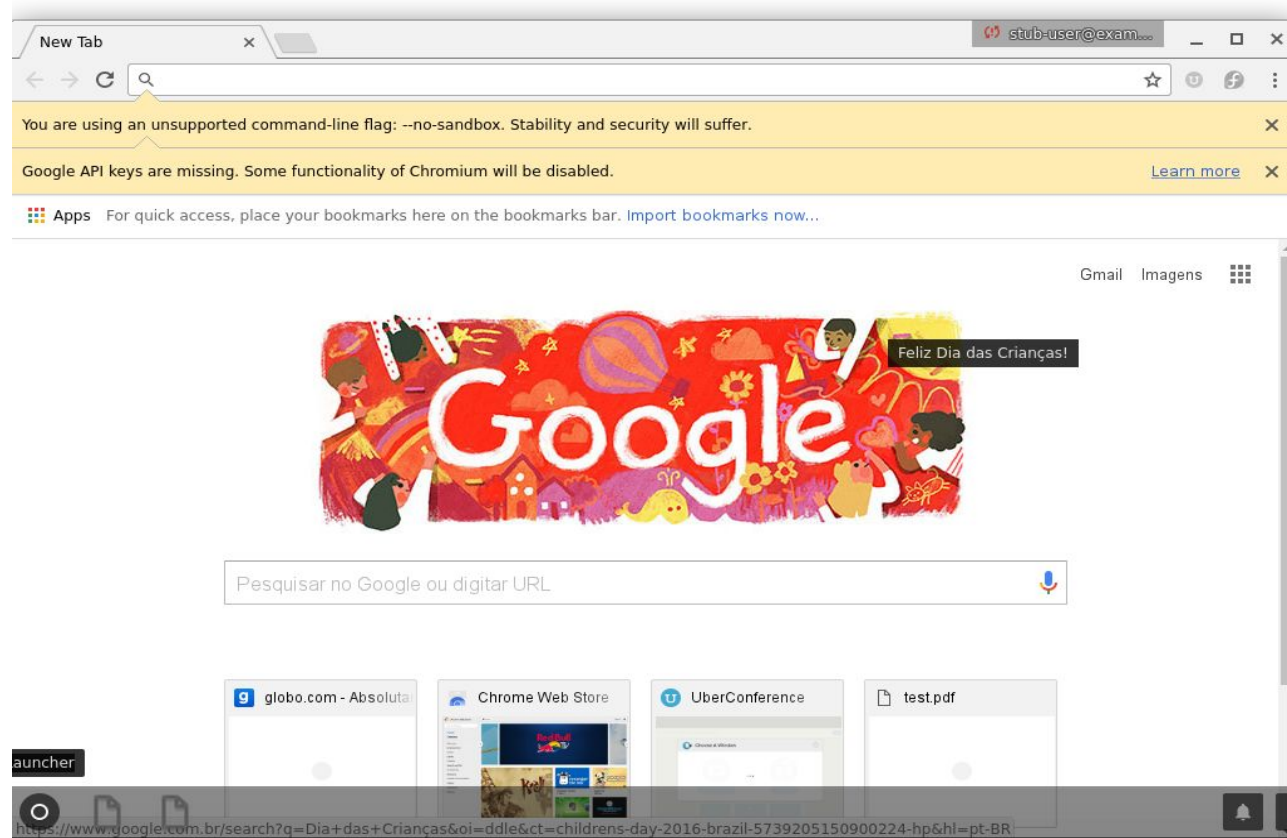 New Tab
stub-user@exam...
You are using an unsupported command-line flag: --no-sandbox. Stability and security will suffer.
Google API keys are missing. Some functionality of Chromium will be disabled. Learn more
Apps For quick access, place your bookmarks here on the bookmarks bar. Import bookmarks now...
Gmail Imagens
Feliz Dia das Crianças!
Google
Pesquisar no Google ou digitar URL
globo.com - Absoluta
Chrome Web Store
UberConference
test.pdf
Red Bull
Choose A Window
auncher
https://www.google.com.br/search?q=Dia+das+Crianças&oi=ddle&ct=childrens-day-2016-brazil-5739205150900224-hp&hl=pt-BR